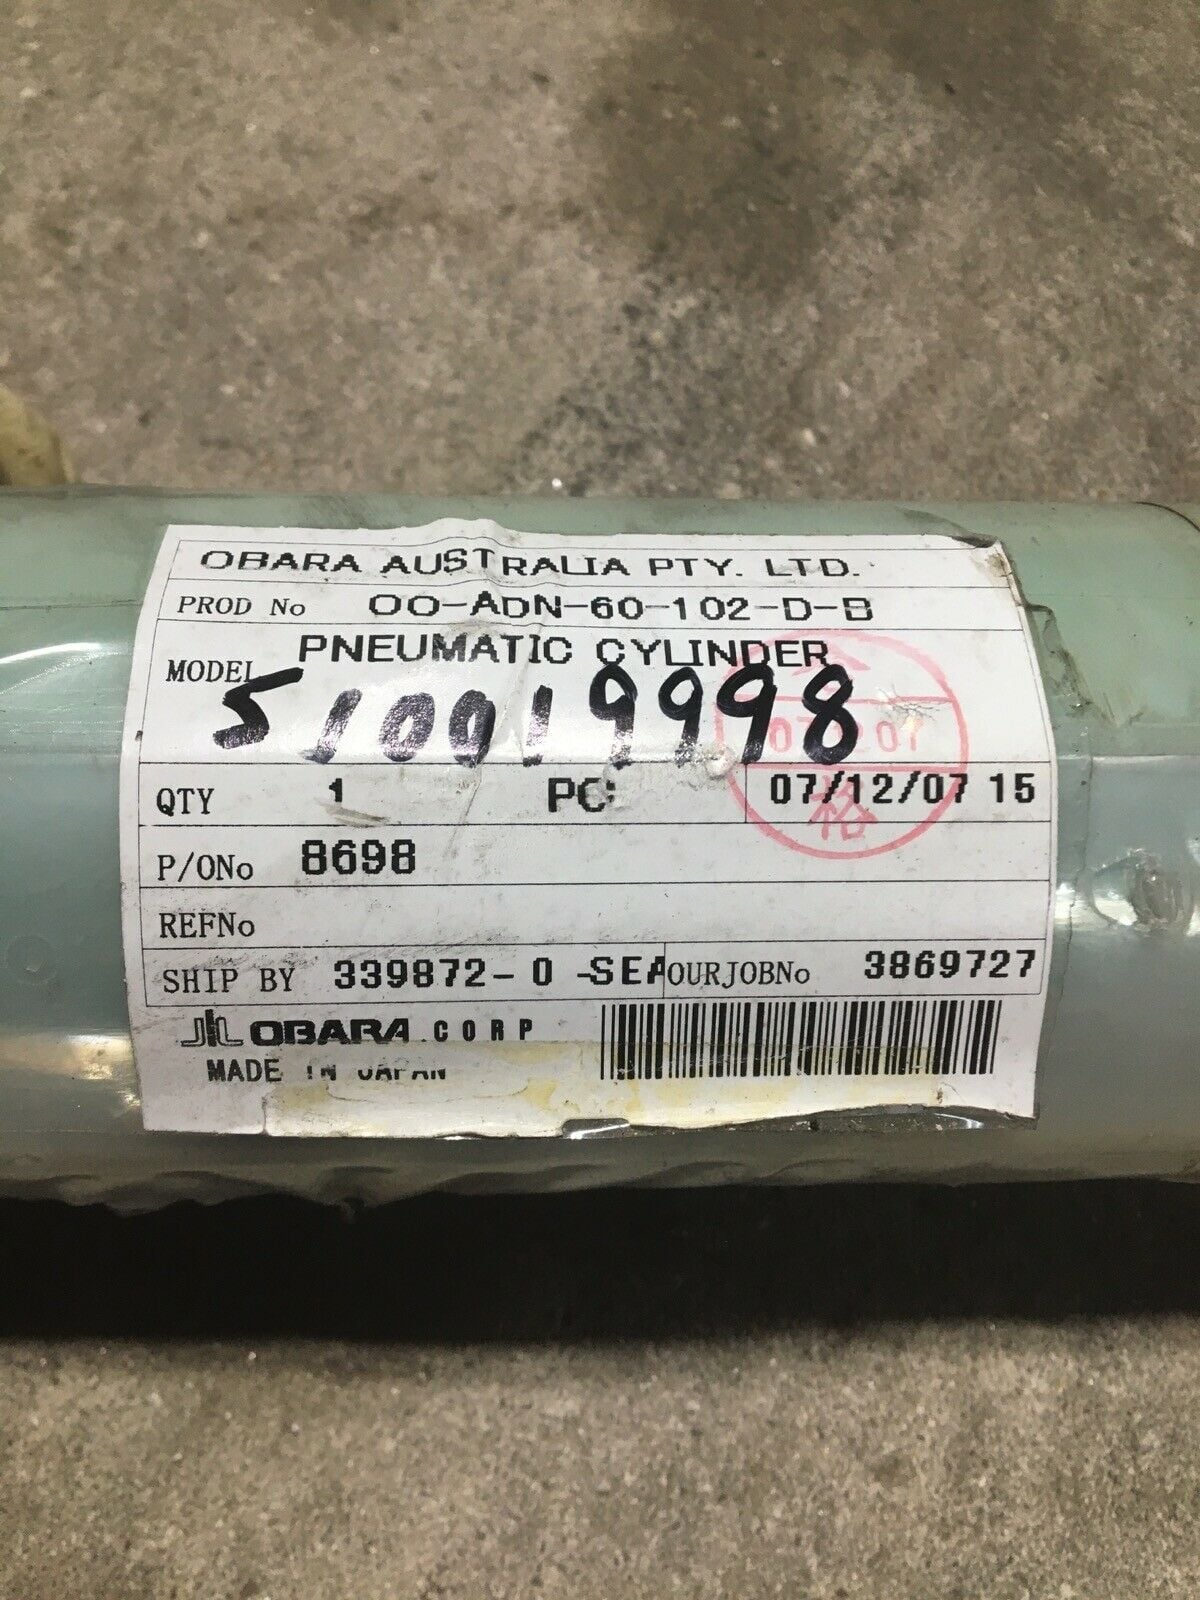 OBARA AUSTRALIA PTY. LTD.
PROD No OO-ADN-60-102-D-B
MODEL PNEUMATIC CYLINDER
510019998
QTY 1 PC 07/12/07 15
P/ONo 8698
REFNo
SHIP BY 339872-0 -SEA OURJOBNo 3869727
OBARA.CORP
MADE IN JAPAN